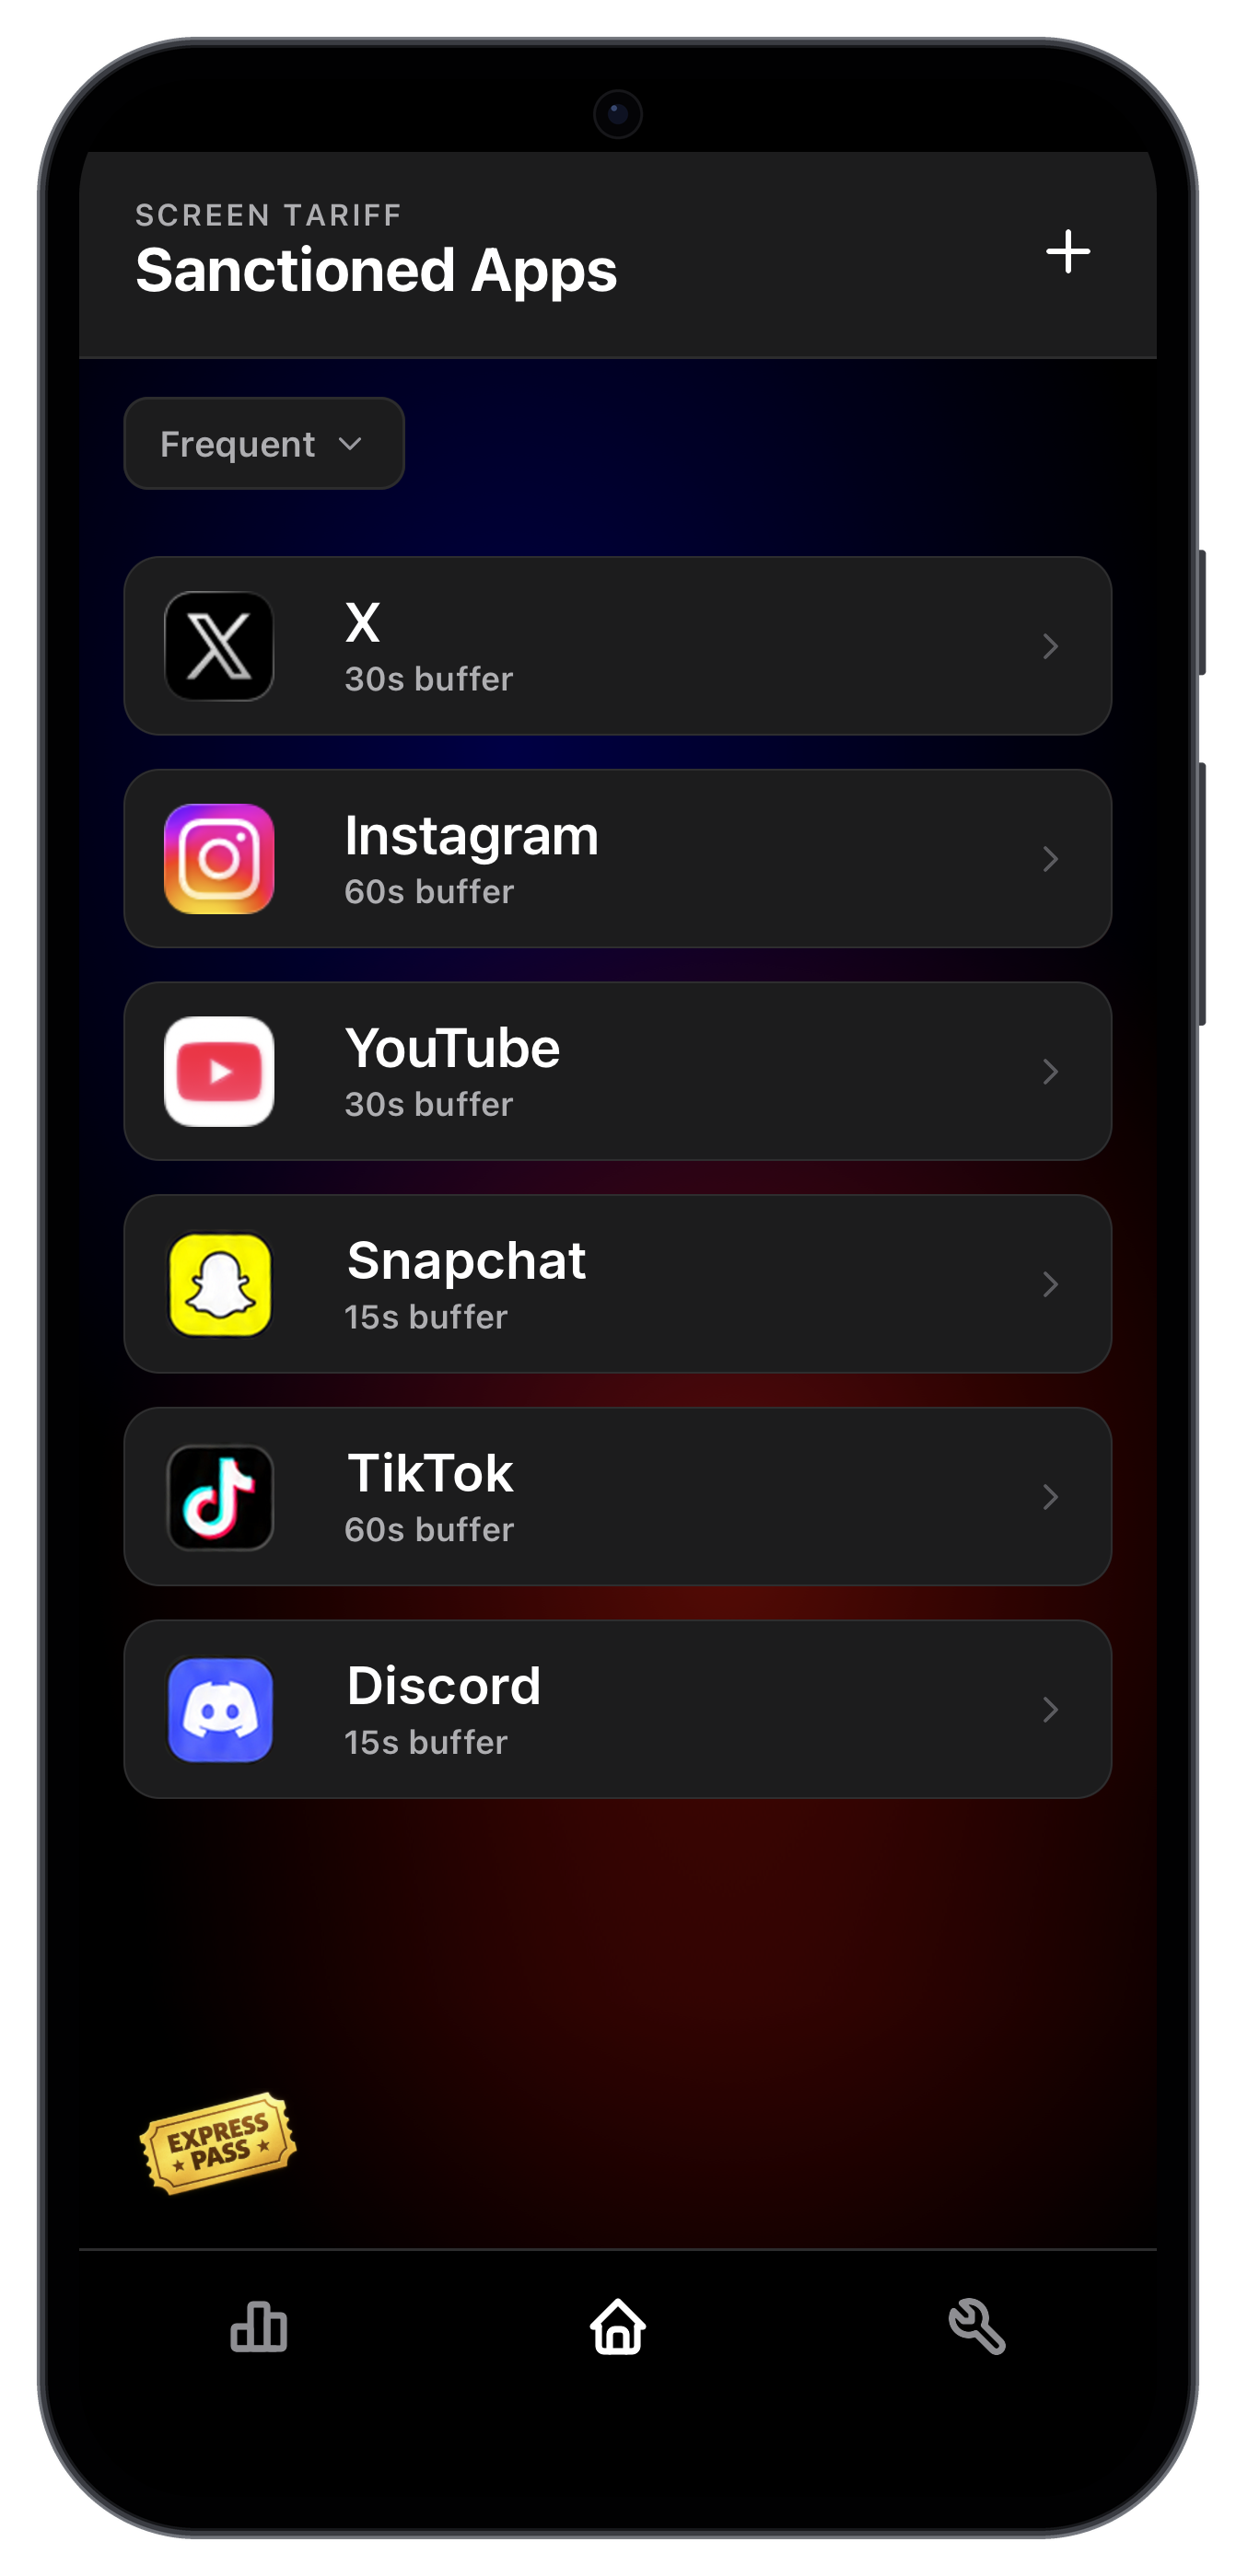 SCREEN TARIFF
Sanctioned Apps
Frequent
X
30s buffer
Instagram
60s buffer
YouTube
30s buffer
Snapchat
15s buffer
TikTok
60s buffer
Discord
15s buffer
EXPRESS
PASS